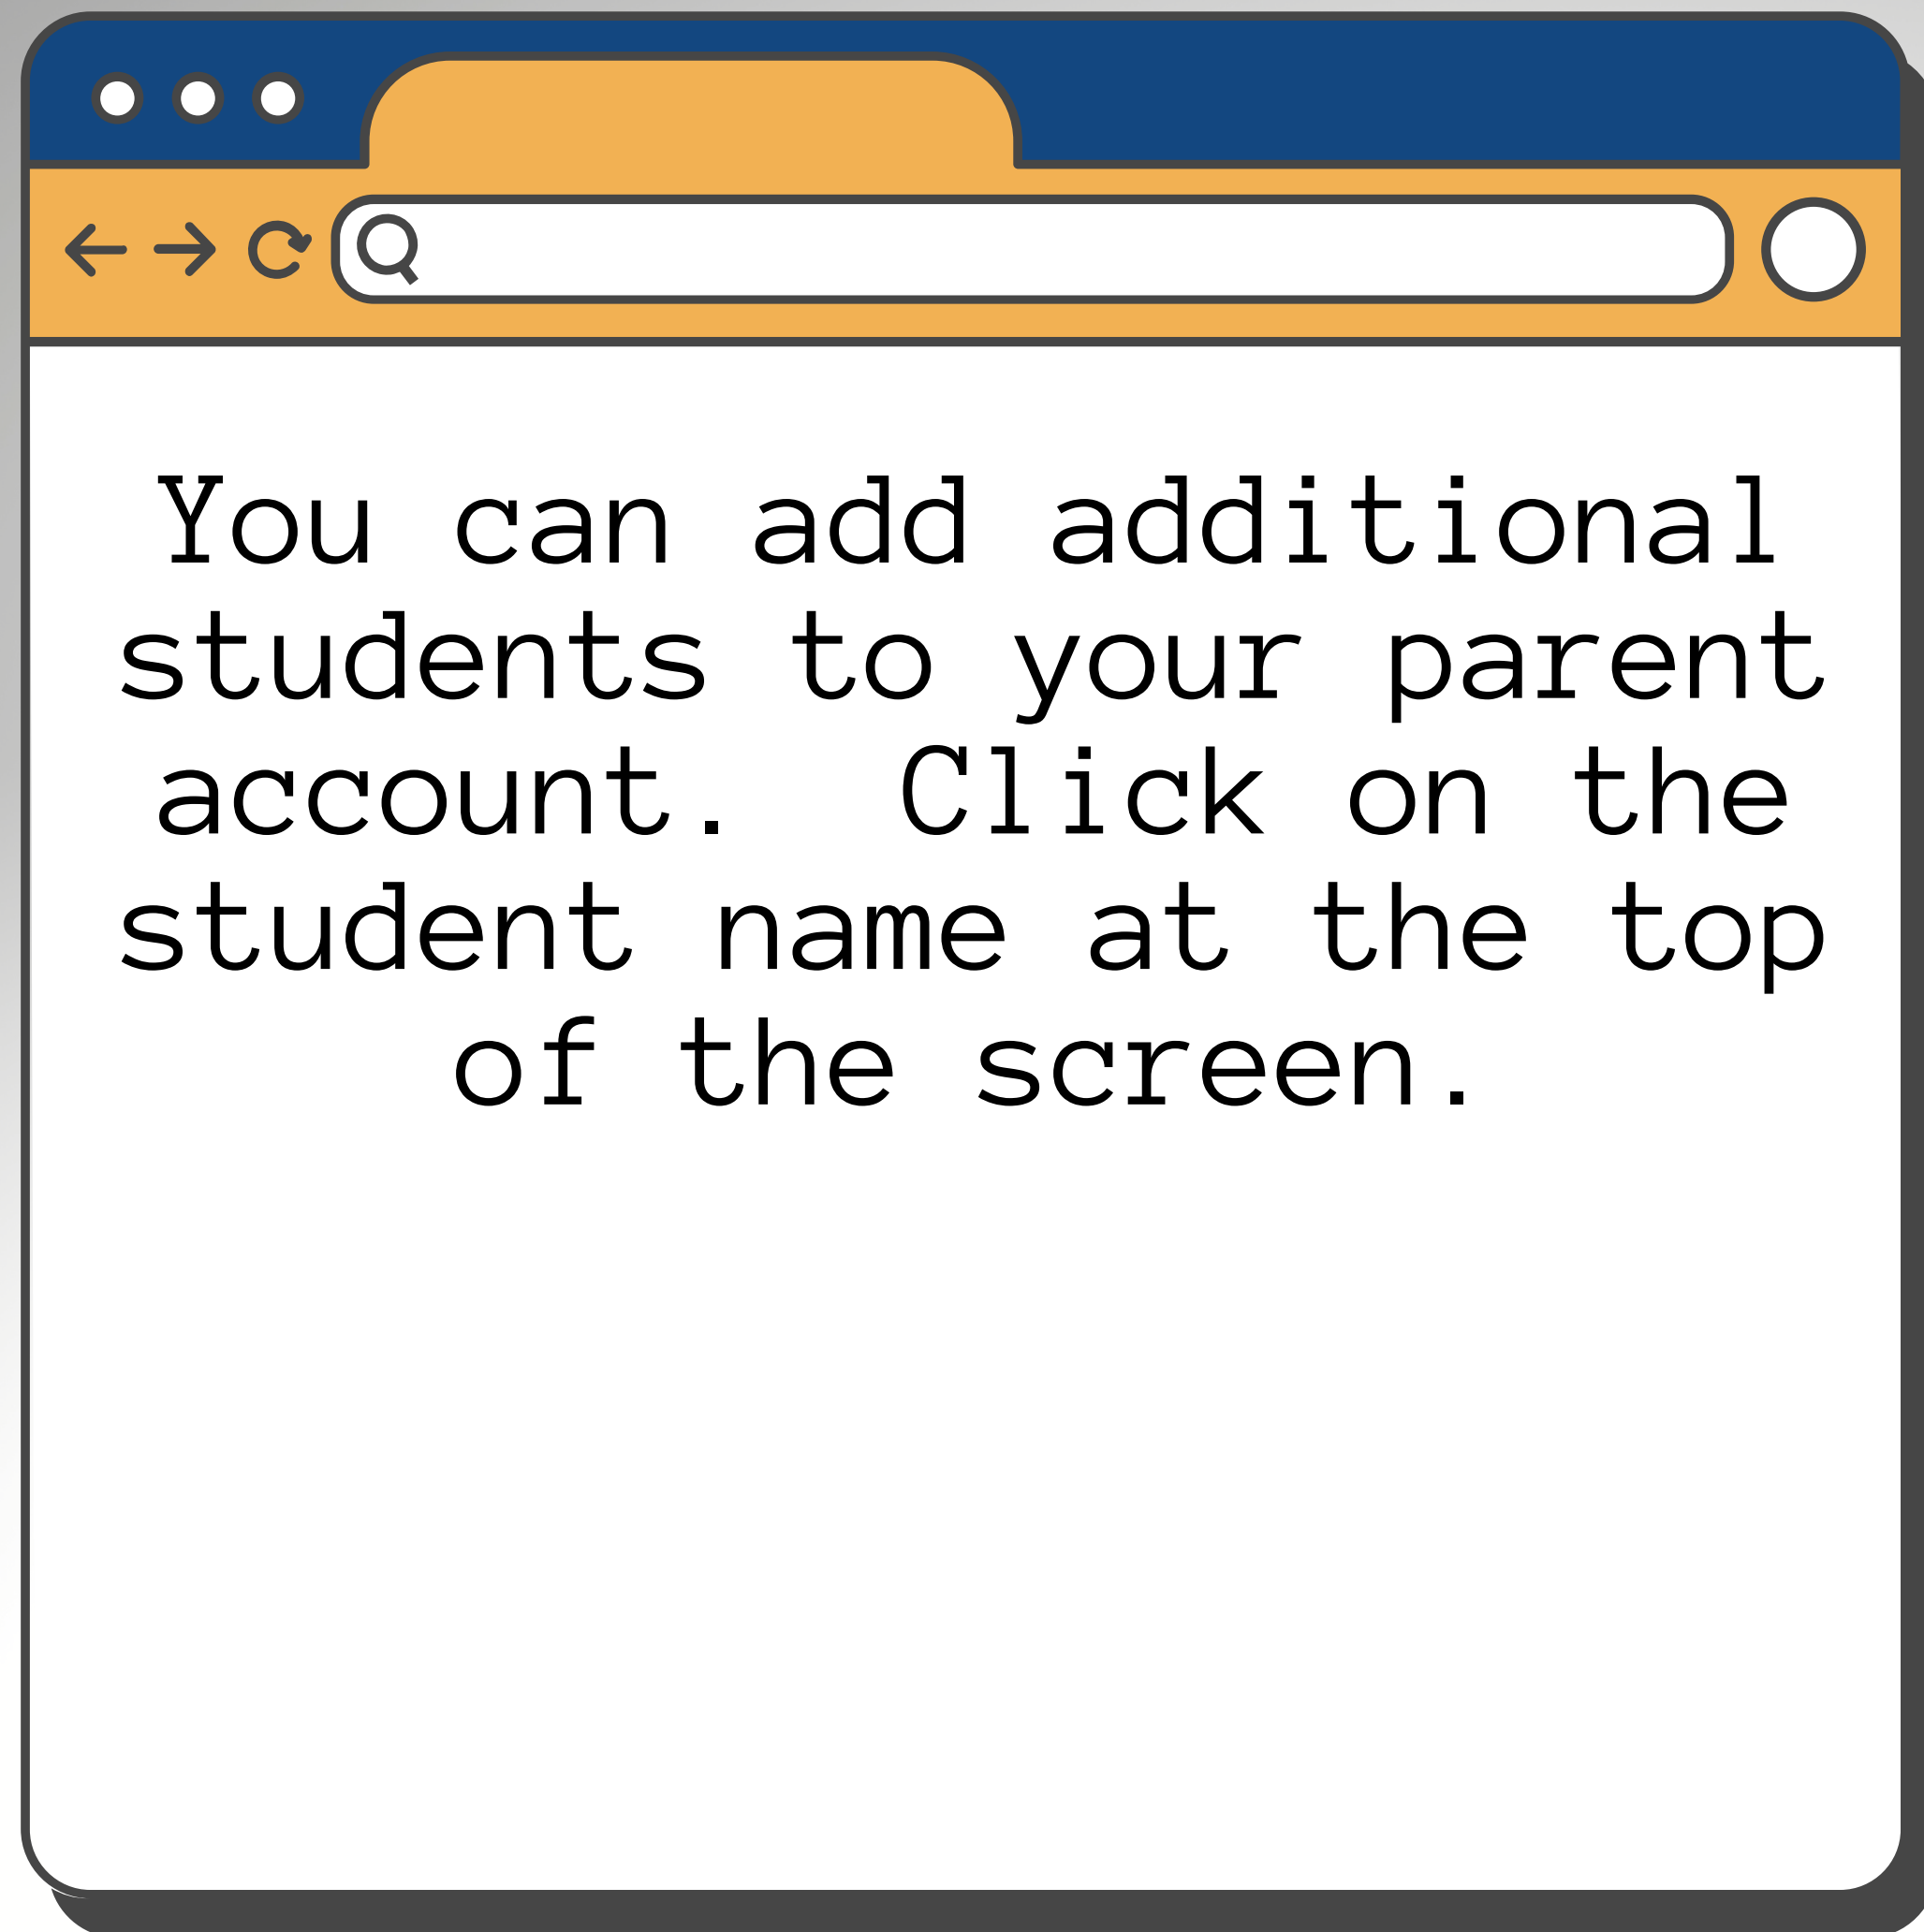 You can add additional
students to your parent
account.  Click on the
student name at the top
of the screen.